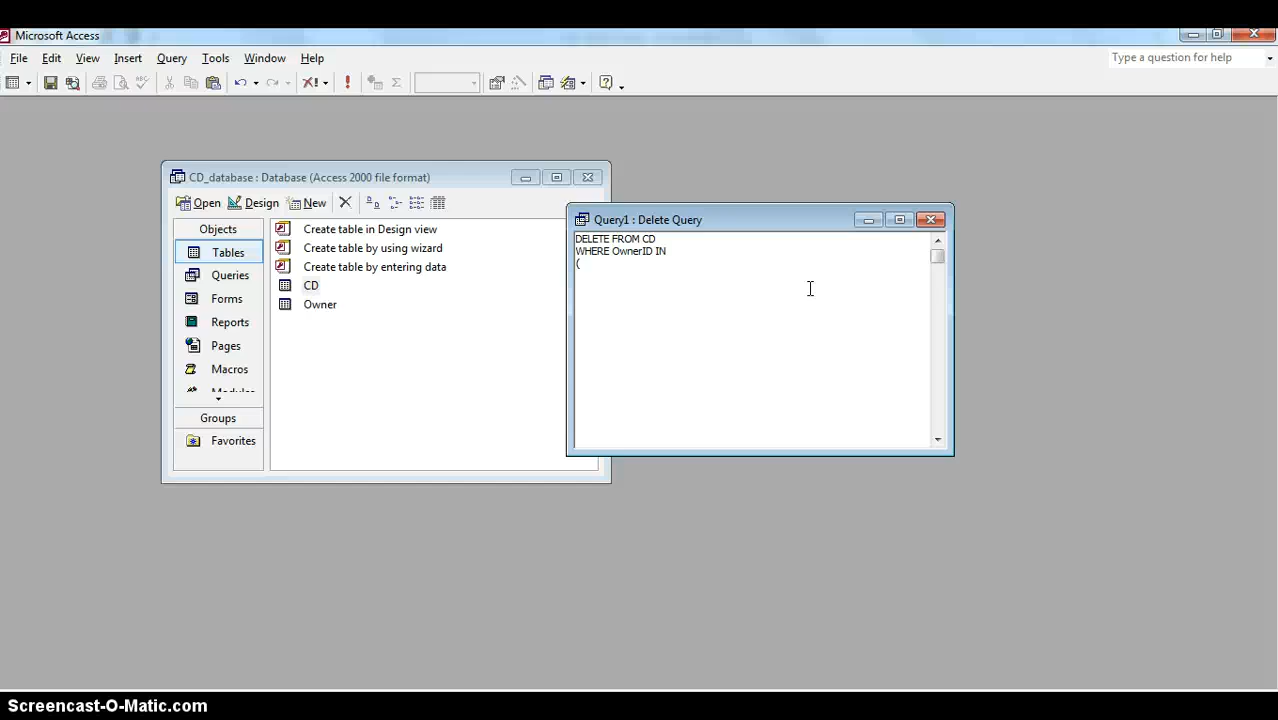 Microsoft Access
File Edit View Insert Query Tools Window Help
Type a question for help
CD_database : Database (Access 2000 file format)
Open Design New
Objects
Tables
Queries
Forms
Reports
Pages
Macros
Modules
Groups
Favorites
Create table in Design view
Create table by using wizard
Create table by entering data
CD
Owner
Query1 : Delete Query
DELETE FROM CD
WHERE OwnerID IN
(
Screencast-O-Matic.com